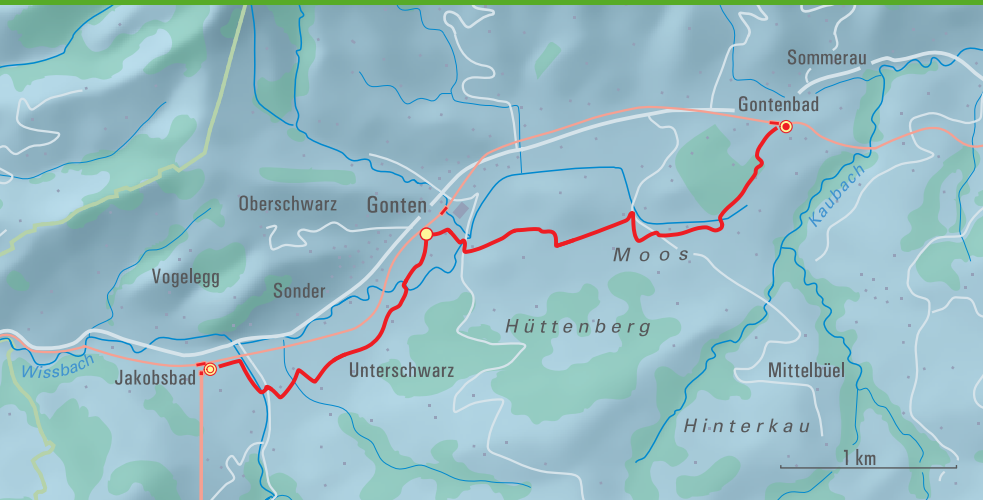 Sommerau
Gontenbad
Kaubach
Oberschwarz
Gonten
Moos
Vogelegg
Sonder
Hüttenberg
Wissbach
Jakobsbad
Unterschwarz
Mittelbüel
Hinterkau
1 km